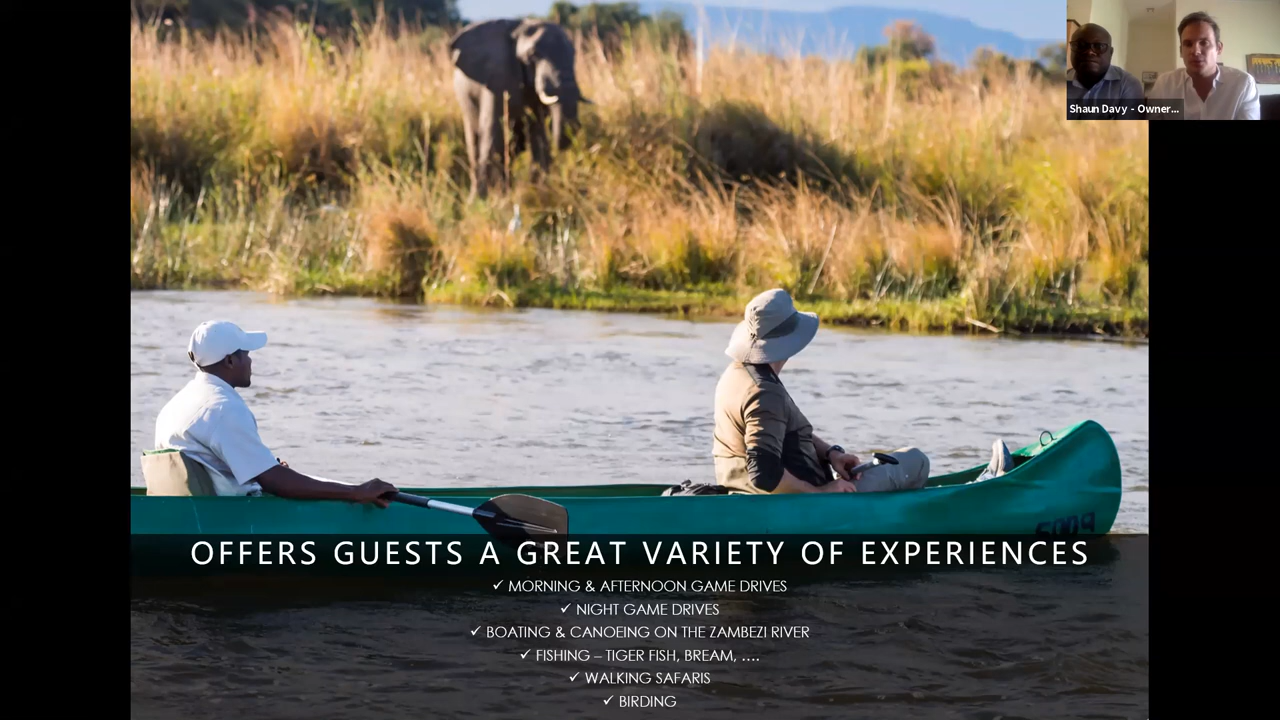 Shaun Davy - Owner...
OFFERS GUESTS A GREAT VARIETY OF EXPERIENCES
✓ MORNING & AFTERNOON GAME DRIVES
✓ NIGHT GAME DRIVES
✓ BOATING & CANOEING ON THE ZAMBEZI RIVER
✓ FISHING – TIGER FISH, BREAM, ....
✓ WALKING SAFARIS
✓ BIRDING